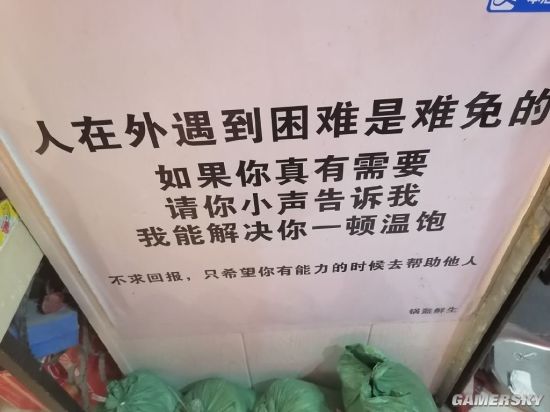 人在外遇到困难是难免的
如果你真有需要
请你小声告诉我
我能解决你一顿温饱
不求回报，只希望你有能力的时候去帮助他人
锅盔鲜生
GAMERSKY